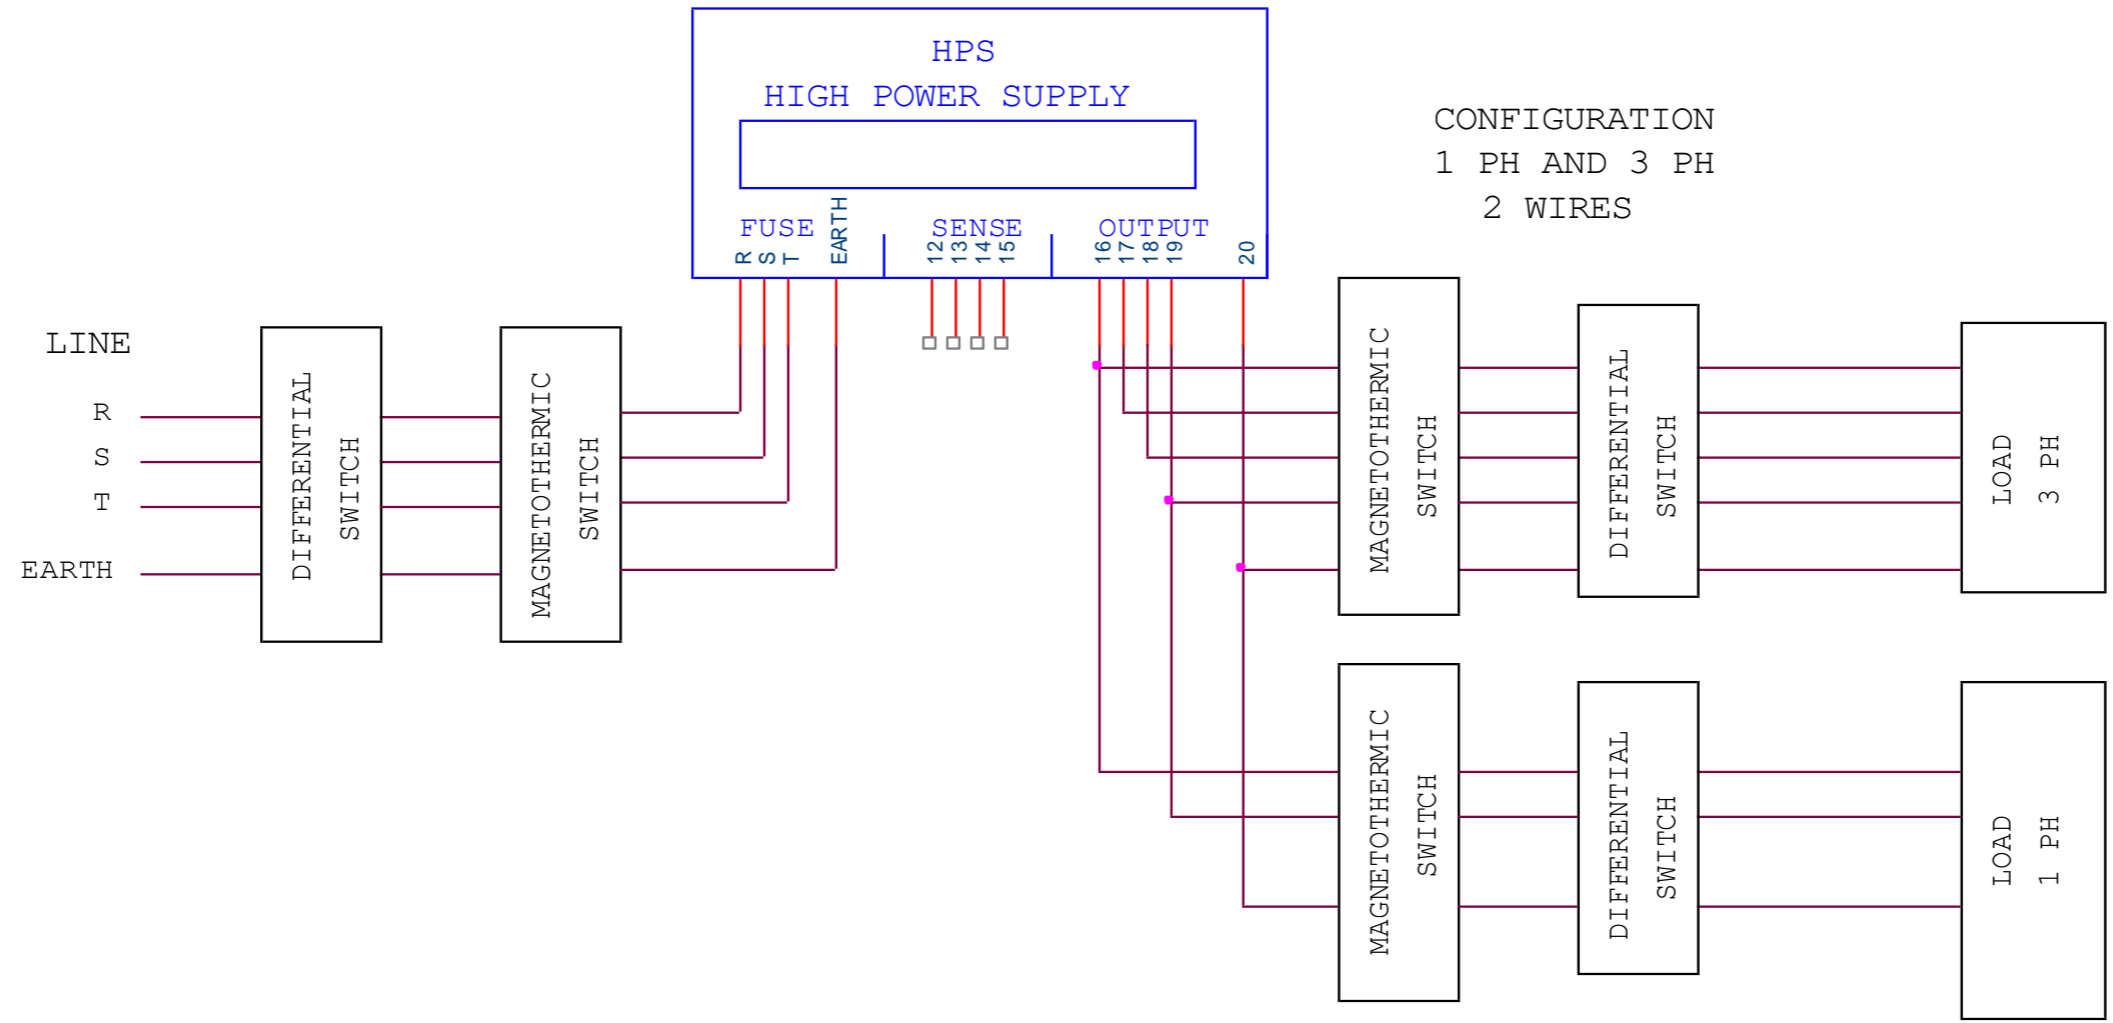 HPS
HIGH POWER SUPPLY
CONFIGURATION
1 PH AND 3 PH
2 WIRES
FUSE
SENSE
OUTPUT
R
S
T
EARTH
12
13
14
15
16
17
18
19
20
LINE
R
S
T
EARTH
DIFFERENTIAL
SWITCH
MAGNETOTHERMIC
SWITCH
MAGNETOTHERMIC
SWITCH
DIFFERENTIAL
SWITCH
LOAD
3 PH
MAGNETOTHERMIC
SWITCH
DIFFERENTIAL
SWITCH
LOAD
1 PH